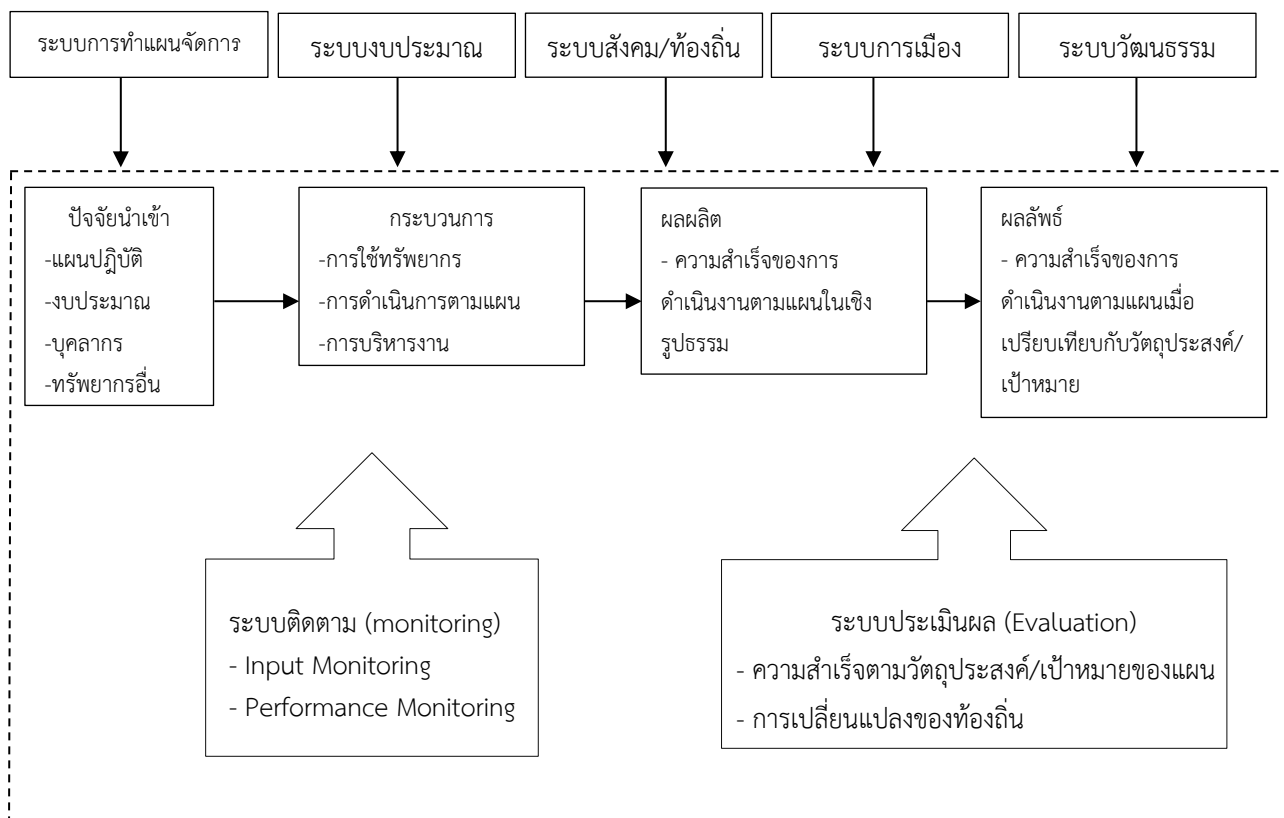 ระบบการทำแผนจัดการ
ระบบงบประมาณ
ระบบสังคม/ท้องถิ่น
ระบบการเมือง
ระบบวัฒนธรรม
ปัจจัยนำเข้า
-แผนปฏิบัติ
-งบประมาณ
-บุคลากร
-ทรัพยากรอื่น
กระบวนการ
-การใช้ทรัพยากร
-การดำเนินการตามแผน
-การบริหารงาน
ผลผลิต
- ความสำเร็จของการ
ดำเนินงานตามแผนในเชิง
รูปธรรม
ผลลัพธ์
- ความสำเร็จของการ
ดำเนินงานตามแผนเมื่อ
เปรียบเทียบกับวัตถุประสงค์/
เป้าหมาย
ระบบติดตาม (monitoring)
- Input Monitoring
- Performance Monitoring
ระบบประเมินผล (Evaluation)
- ความสำเร็จตามวัตถุประสงค์/เป้าหมายของแผน
- การเปลี่ยนแปลงของท้องถิ่น